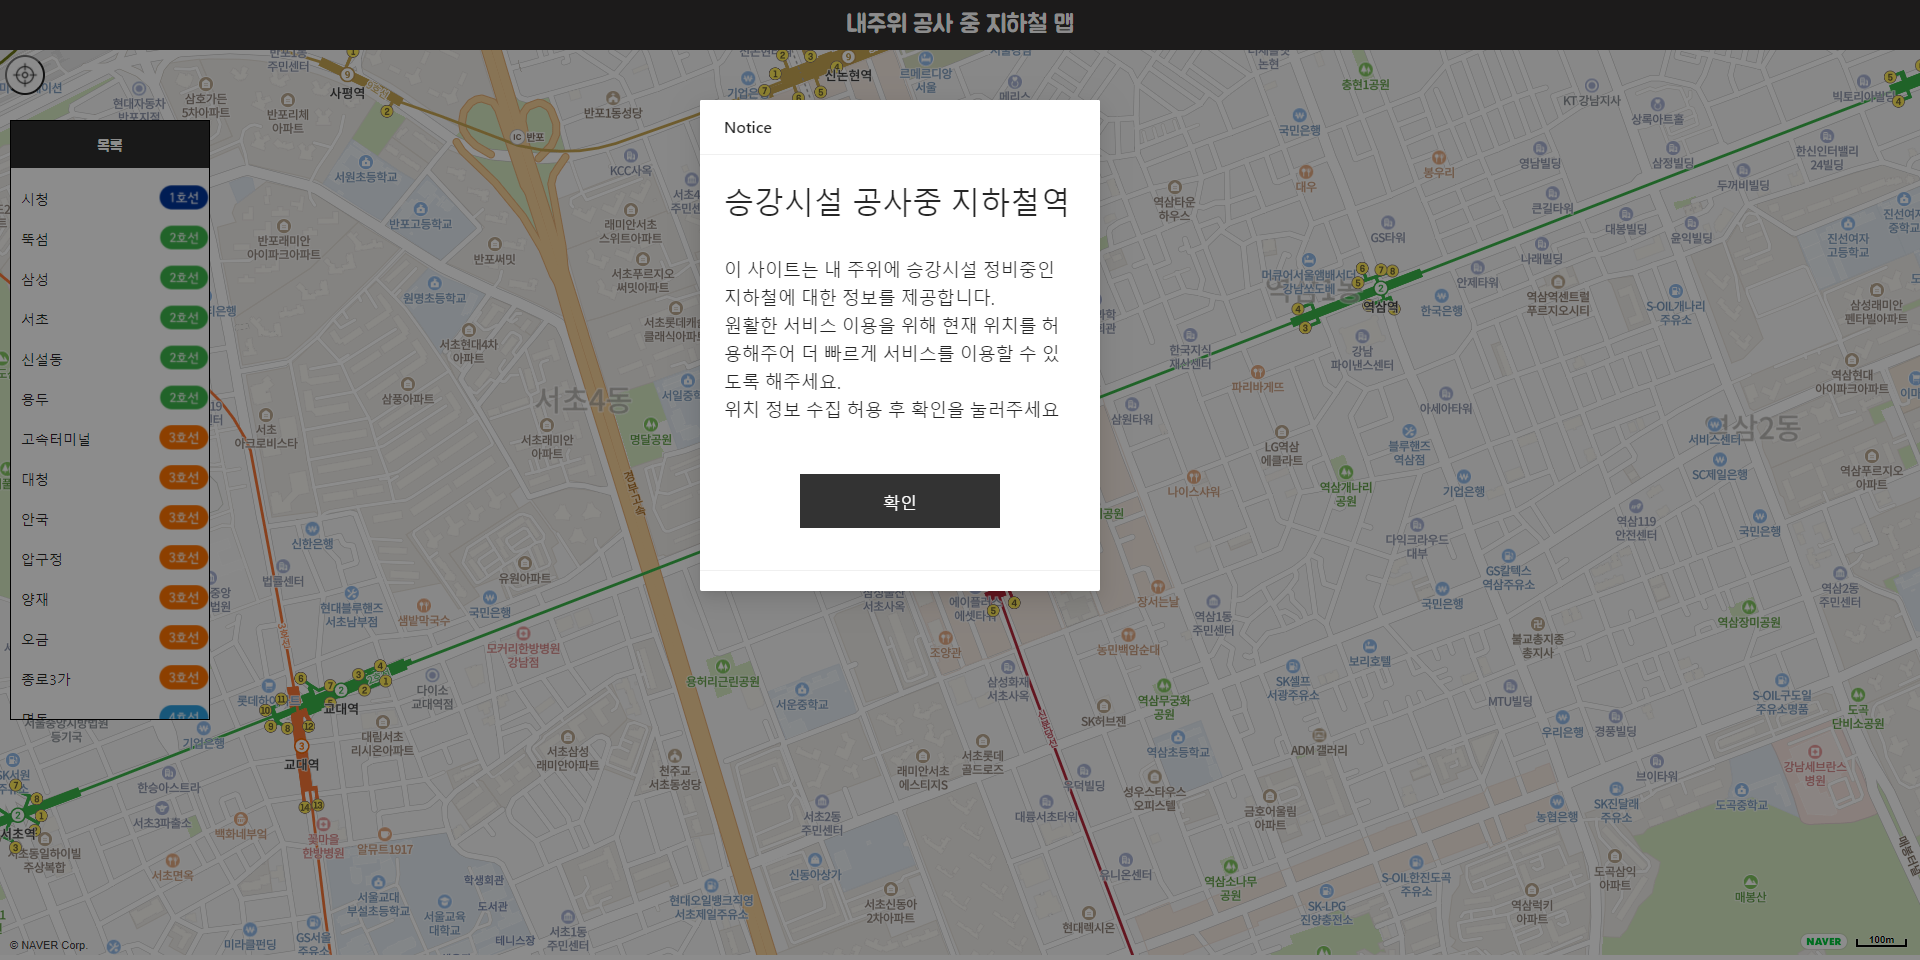 내주위 공사 중 지하철 맵
목록
시청 1호선
뚝섬 2호선
삼성 2호선
서초 2호선
신설동 2호선
용두 2호선
고속터미널 3호선
대청 3호선
안국 3호선
압구정 3호선
양재 3호선
오금 3호선
종로3가 3호선
명동 4호선
Notice
승강시설 공사중 지하철역
이 사이트는 내 주위에 승강시설 정비중인
지하철에 대한 정보를 제공합니다.
원활한 서비스 이용을 위해 현재 위치를 허
용해주어 더 빠르게 서비스를 이용할 수 있
도록 해주세요.
위치 정보 수집 허용 후 확인을 눌러주세요
확인
사평역
신논현역
반포1동성당
르메르디앙
서울
메리스
충현1공원
KT 강남지사
빅토리아빌딩
상록아트홀
현대자동차
삼호가든
5차아파트
반포리체
아파트
IC 반포
KCC사옥
서원초등학교
반포고등학교
래미안서초
스위트아파트
반포래미안
아이파크아파트
반포써밋
서초푸르지오
써밋아파트
원명초등학교
서초현대4차
아파트
삼풍아파트
서초4동
서초
아크로비스타
서초래미안
아파트
명달공원
국민은행
대우
봉우리
영남빌딩
삼정빌딩
한신인터밸리
24빌딩
두꺼비빌딩
역삼타운
하우스
큰길타워
GS타워
대봉빌딩
윤익빌딩
진선여자
고등학교
나래빌딩
안제타워
역삼역
한국은행
역삼역센트럴
푸르지오시티
S-OIL개나리
주유소
삼성래미안
펜타빌아파트
한국지식
재산센터
강남
파이낸스센터
파리바게뜨
역삼현대
아이파크아파트
삼원타워
아세아타워
LG역삼
에클라트
블루핸즈
역삼점
역삼2동
서비스센터
SC제일은행
나이스샤워
역삼개나리
공원
기업은행
역삼푸르지오
아파트
역삼119
안전센터
국민은행
다익크라우드
대부
GS칼텍스
역삼주유소
신한은행
법률센터
유원아파트
현대블루핸즈
서초남부점
샘밭막국수
국민은행
모커리한방병원
강남점
에이플러스
에셋타워
장서는날
역삼1동
주민센터
국민은행
역삼2동
주민센터
불교총지종
총지사
역삼장미공원
조양관
농민백암순대
보리호텔
삼성화재
서초사옥
용허리근린공원
서운중학교
다이소
교대역점
교대역
대림서초
리시온아파트
기업은행
교대역
SK허브젠
역삼무궁화
공원
SK셀프
서광주유소
MTU빌딩
S-OIL구도일
주유소명품
도곡
단비소공원
우리은행
경풍빌딩
역삼초등학교
ADM 갤러리
강남세브란스
병원
서초삼성
래미안아파트
천주교
서초동성당
래미안서초
에스티지S
서초롯데
골드로즈
우덕빌딩
성우스타우스
오피스텔
브이타워
한승아스트라
서초3파출소
백화네부엌
꽃마을
한방병원
알뮤트1917
서초2동
주민센터
대륭서초타워
금호어울림
아파트
농협은행
SK진달래
주유소
도곡중학교
서초역
서초동일하이빌
주상복합
서초면옥
신동아상가
유니온센터
역삼소나무
공원
S-OIL한진도곡
주유소
도곡삼익
아파트
매봉산
서울교대
부설초등학교
학생회관
도서관
서울교육
대학교
현대오일뱅크직영
서초제일주유소
서초신동아
2차아파트
현대렉시온
SK-LPG
진양충전소
역삼럭키
아파트
미라클펀딩
GS서울
주유소
테니스장
서초1동
주민센터
© NAVER Corp.
NAVER
100m